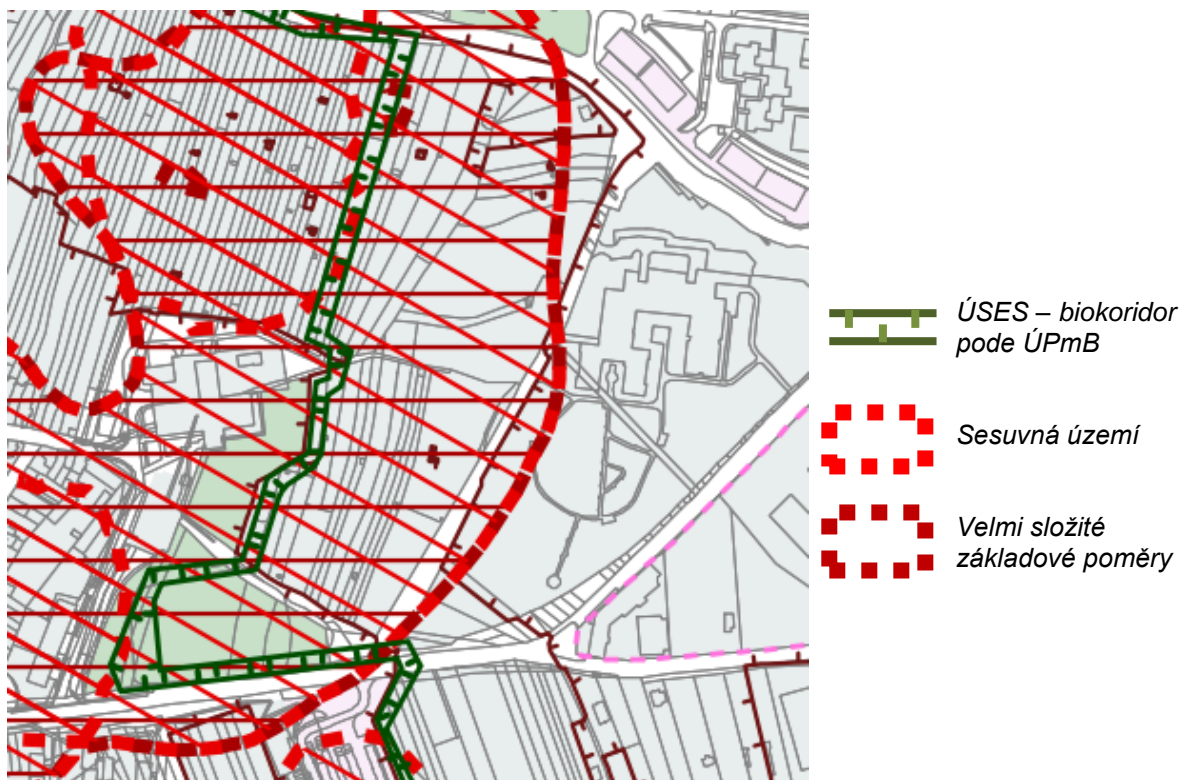 ÚSES – biokoridor
pode ÚPmB
Sesuvná území
Velmi složité
základové poměry